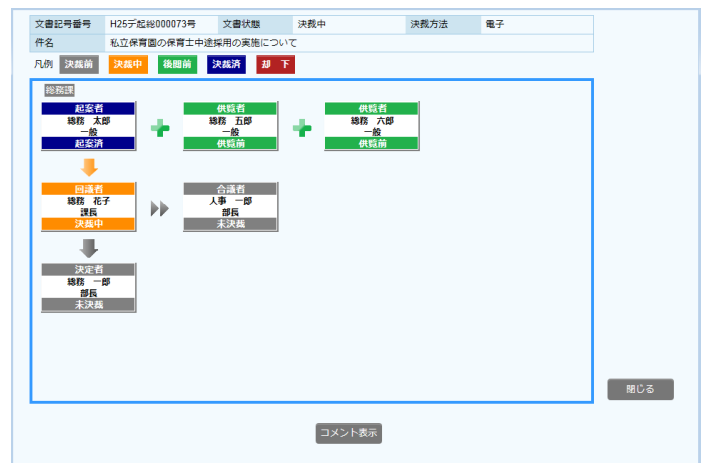 文書記号番号 H25デ起総000073号 文書状態 決裁中 決裁方法 電子
件名 私立保育園の保育士中途採用の実施について
凡例 決裁前 決裁中 後閲前 決裁済 却 下
総務課
起案者 供覧者 供覧者
総務 太郎 総務 五郎 総務 六郎
一般 一般 一般
起案済 供覧前 供覧前
回議者 合議者
総務 花子 人事 一郎
課長 部長
決裁中 未決裁
決定者
総務 一郎
部長
未決裁
閉じる
コメント表示